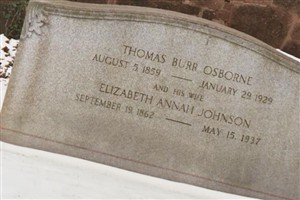 THOMAS BURR OSBORNE
AUGUST 5, 1859 — JANUARY 29, 1929
AND HIS WIFE
ELIZABETH ANNAH JOHNSON
SEPTEMBER 19, 1862 — MAY 15, 1937